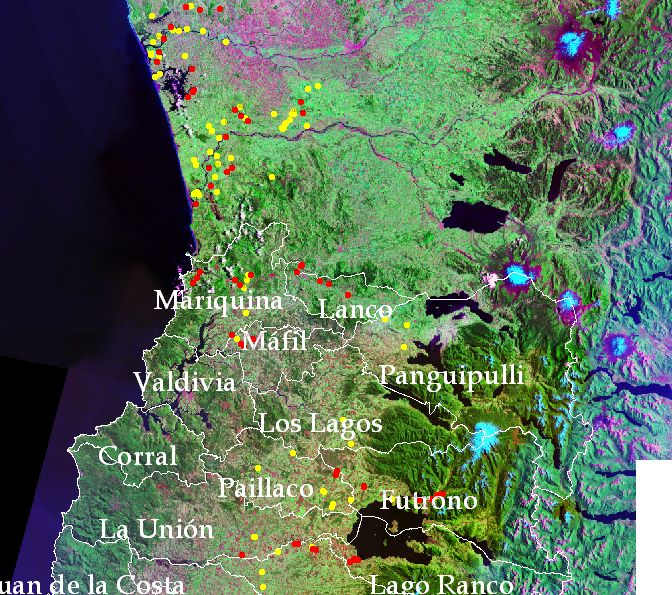 Mariquina
Lanco
Máfil
Valdivia
Panguipulli
Los Lagos
Corral
Paillaco
Futrono
La Unión
uan de la Costa
Lago Ranco